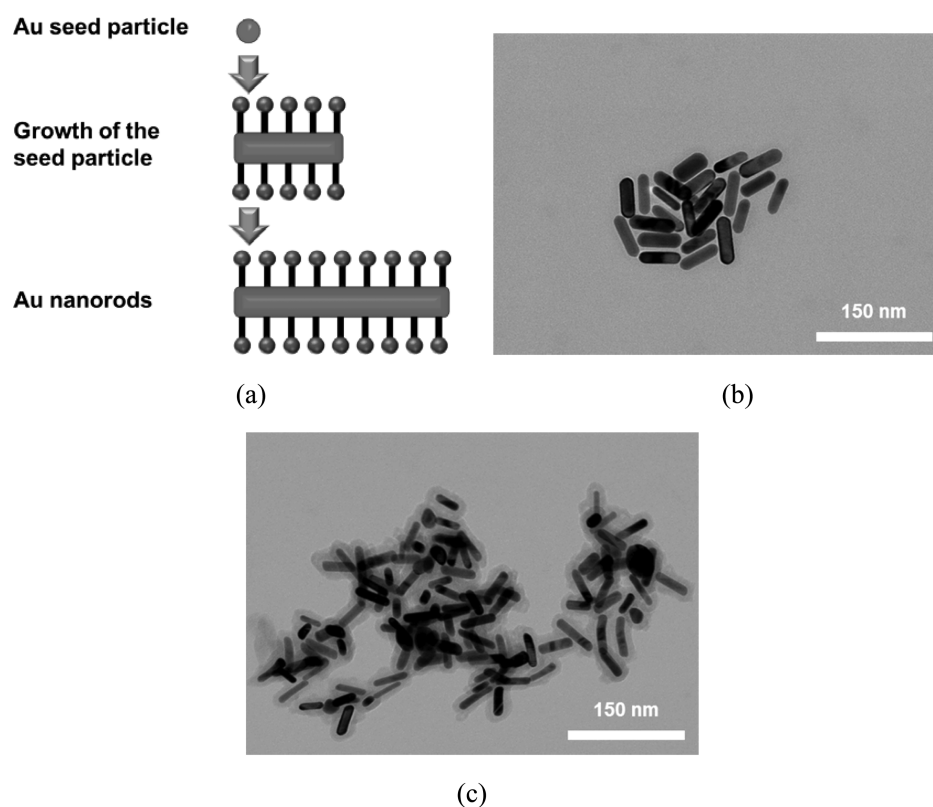 Au seed particle
Growth of the
seed particle
Au nanorods
(a)
150 nm
(b)
150 nm
(c)